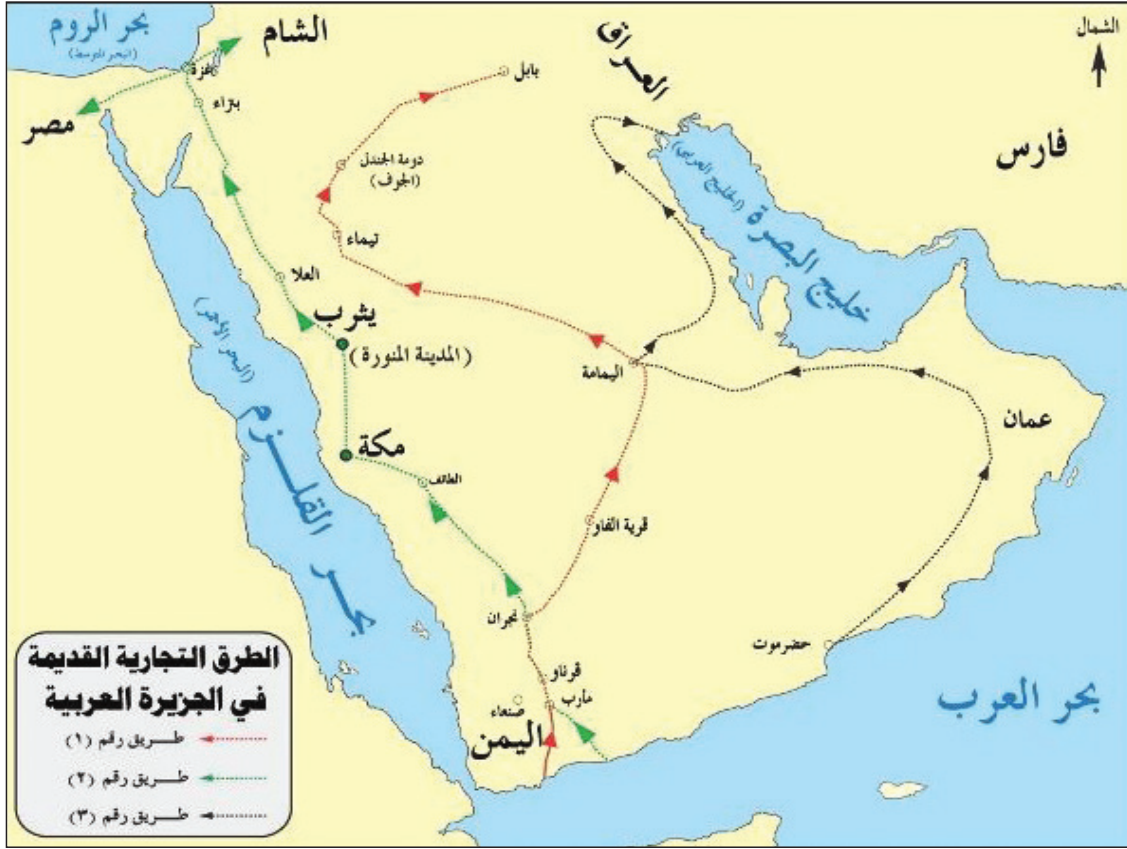 بحر الروم
(البحر المتوسط)
الشام
العراق
الشمال
غزة
بابل
بتراء
مصر
فارس
دومة الجندل
(الجوف)
خليج البصرة
(الخليج العربي)
تيماء
العلا
يثرب
(المدينة المنورة)
اليمامة
عمان
بحر القلزم
(البحر الأحمر)
مكة
الطائف
قرية الفاو
نجران
حضرموت
قرناو
مأرب
صنعاء
اليمن
بحر العرب
الطرق التجارية القديمة
في الجزيرة العربية
طريق رقم (١)
طريق رقم (٢)
طريق رقم (٣)